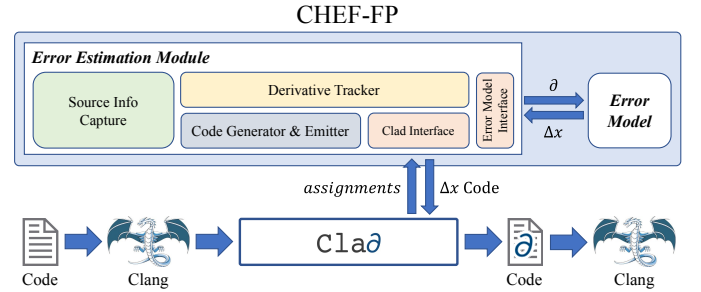 CHEF-FP
Error Estimation Module
Source Info
Capture
Derivative Tracker
Code Generator & Emitter
Clad Interface
Error Model
Interface
∂
Δx
Error
Model
assignments
Δx Code
Code
Clang
Cla∂
∂
Code
Clang